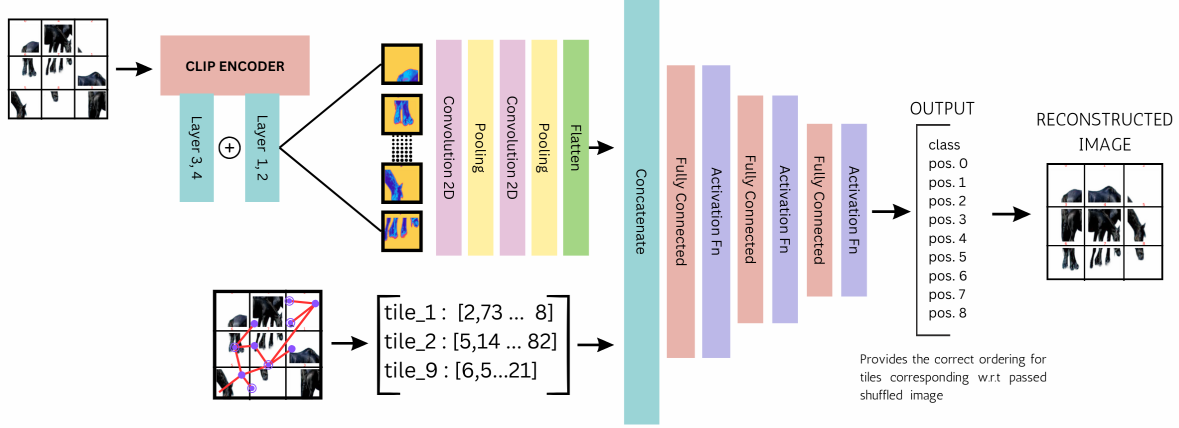 CLIP ENCODER
Layer 3, 4
+
Layer 1, 2
Convolution 2D
Pooling
Convolution 2D
Pooling
Flatten
tile_1 : [2,73 ... 8]
tile_2 : [5,14 ... 82]
tile_9 : [6,5...21]
Concatenate
Fully Connected
Activation Fn
Fully Connected
Activation Fn
Fully Connected
Activation Fn
OUTPUT
class
pos. 0
pos. 1
pos. 2
pos. 3
pos. 4
pos. 5
pos. 6
pos. 7
pos. 8
Provides the correct ordering for
tiles corresponding w.r.t passed
shuffled image
RECONSTRUCTED
IMAGE